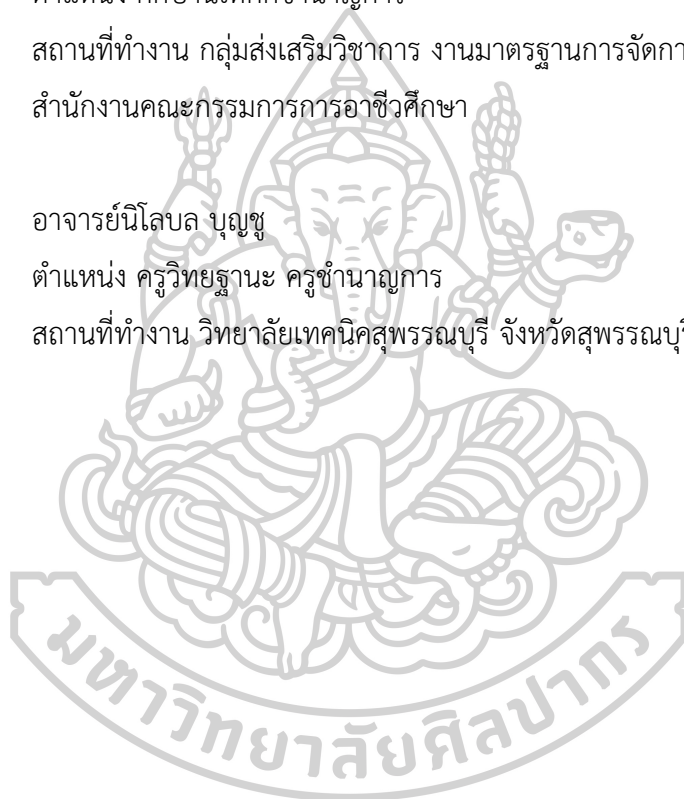 สถานที่ทำงาน กลุ่มส่งเสริมวิชาการ งานมาตรฐานการจัดกา
สำนักงานคณะกรรมการการอาชีวศึกษา
อาจารย์นิโลบล บุญชู
ตำแหน่ง ครูวิทยฐานะ ครูชำนาญการ
สถานที่ทำงาน วิทยาลัยเทคนิคสุพรรณบุรี จังหวัดสุพรรณบุรี
มหาวิทยาลัยศิลปากร